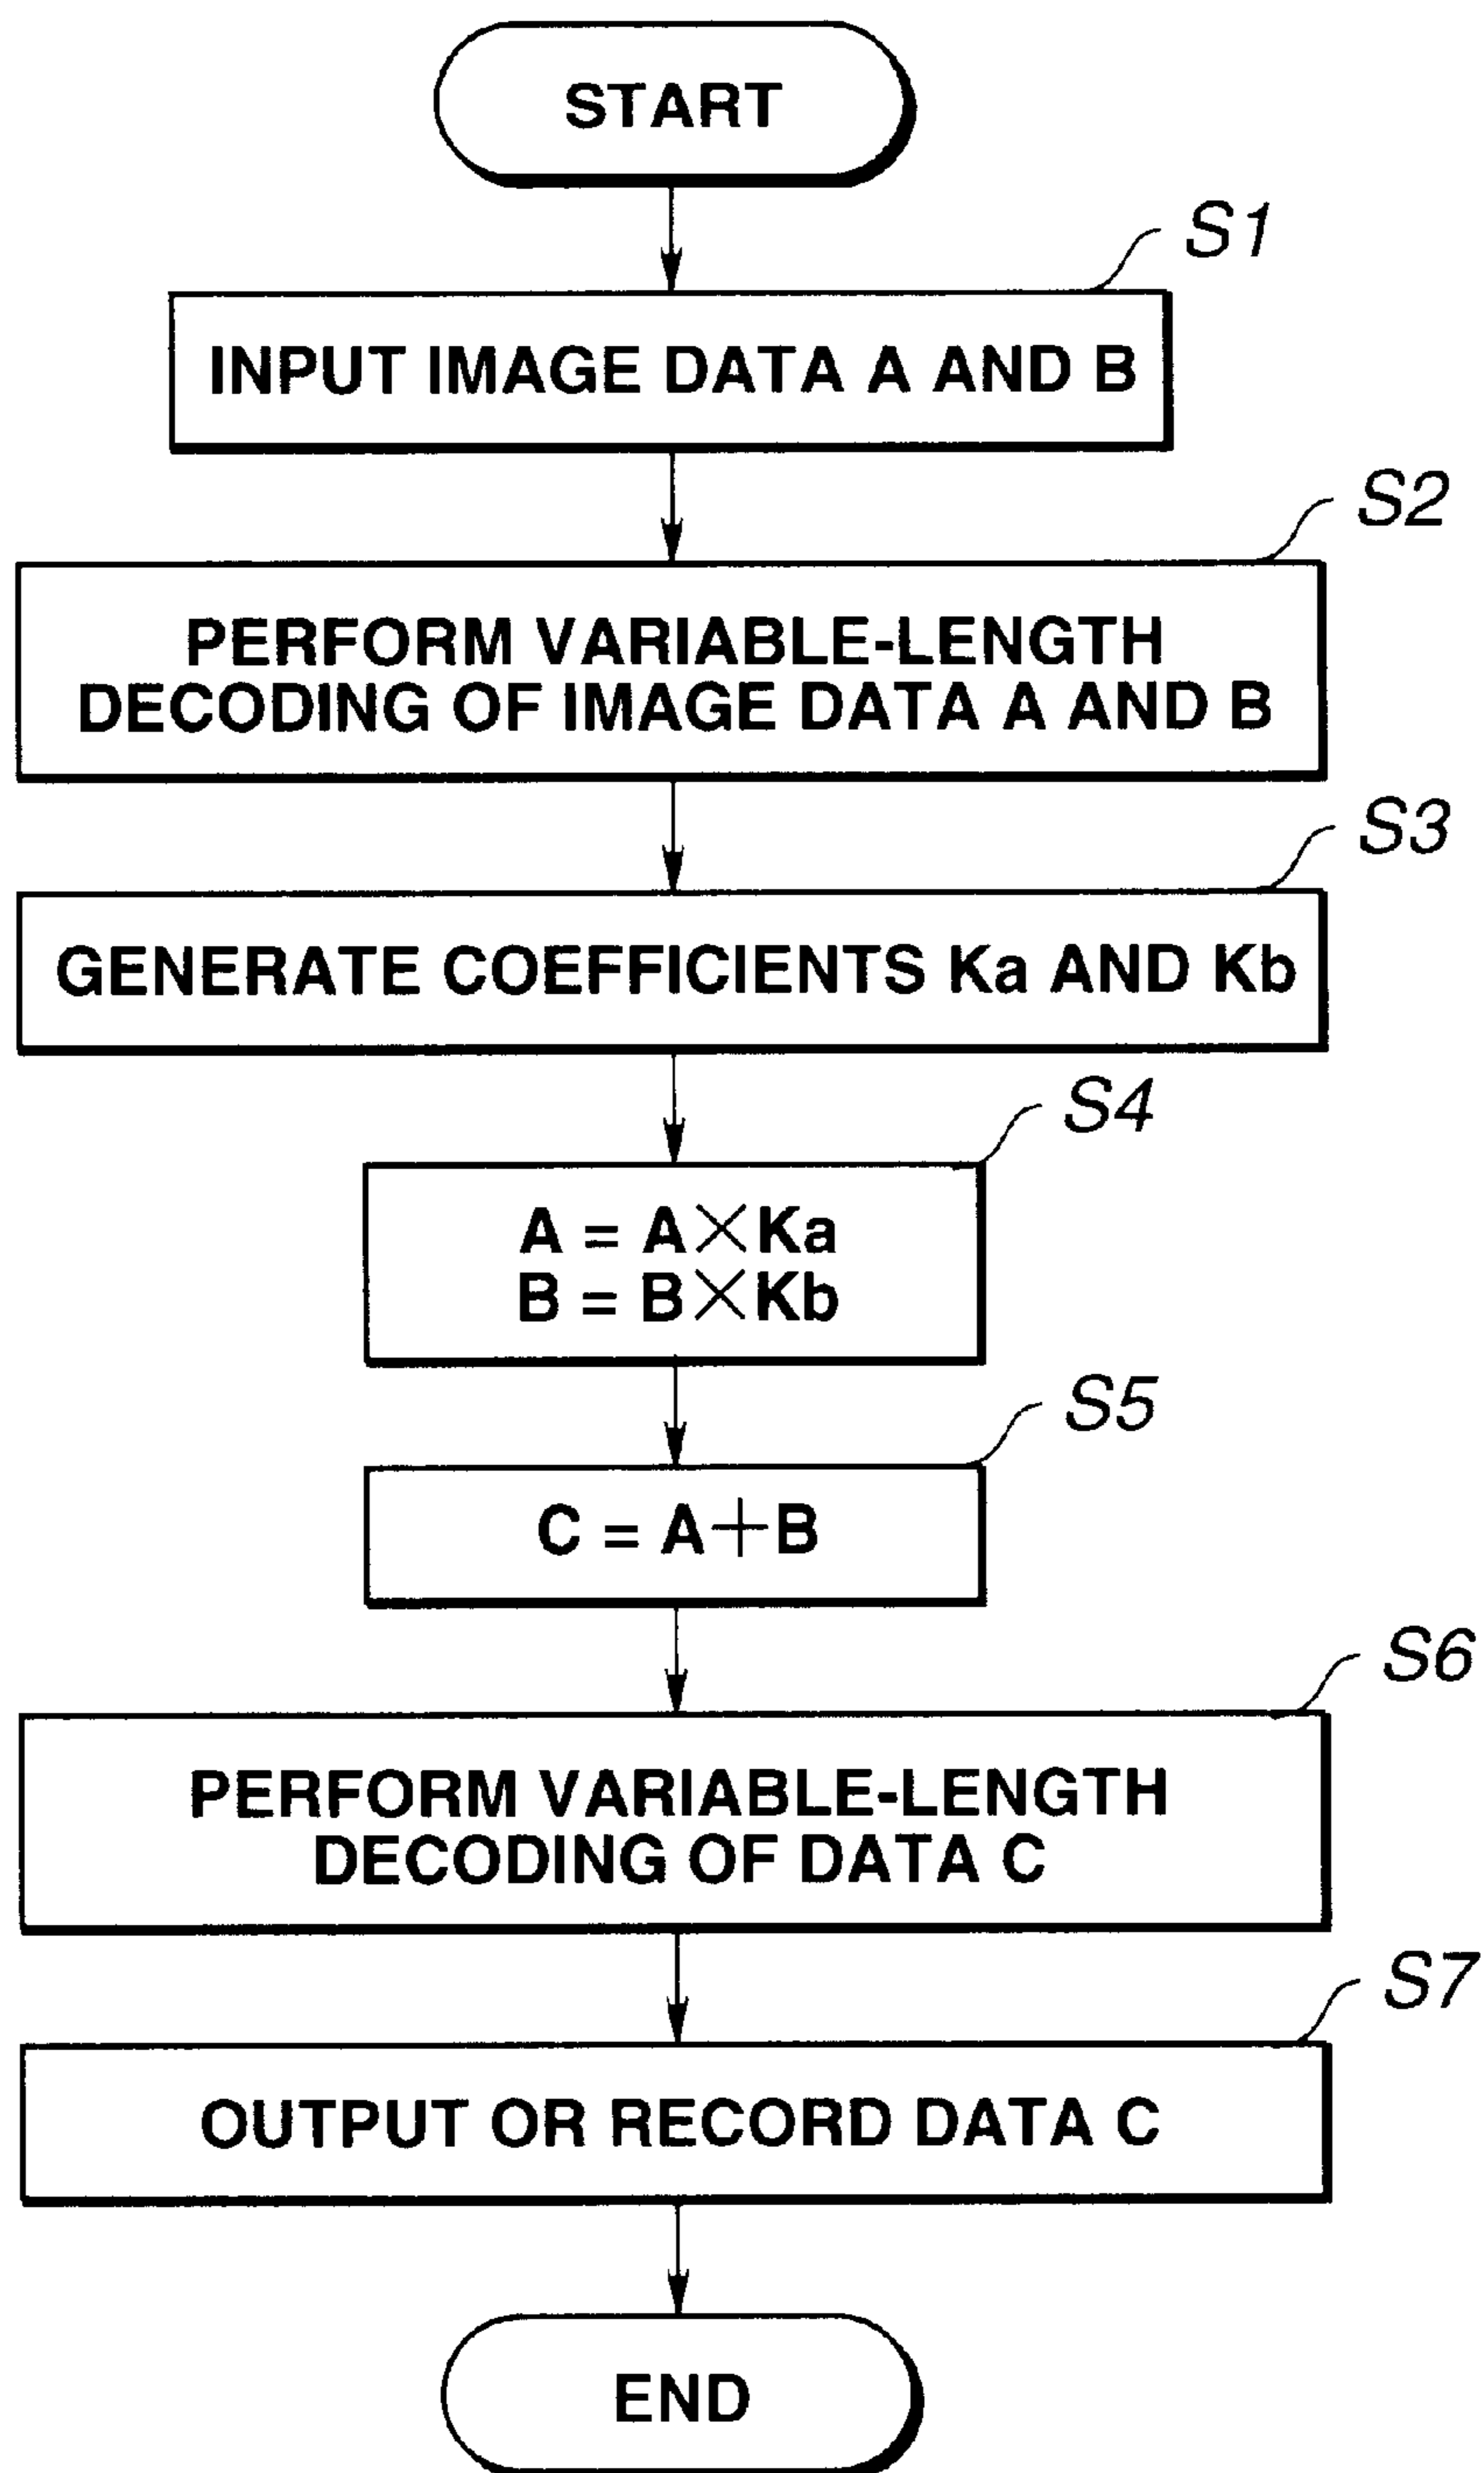 START
S1
INPUT IMAGE DATA A AND B
S2
PERFORM VARIABLE-LENGTH
DECODING OF IMAGE DATA A AND B
S3
GENERATE COEFFICIENTS Ka AND Kb
S4
A = A×Ka
B = B×Kb
S5
C = A+B
S6
PERFORM VARIABLE-LENGTH
DECODING OF DATA C
S7
OUTPUT OR RECORD DATA C
END